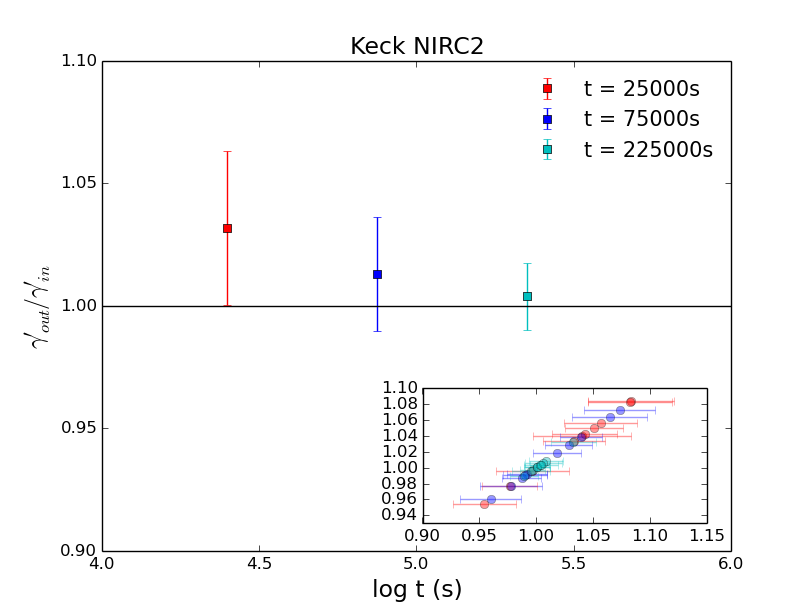 Keck NIRC2
1.10
t = 25000s
t = 75000s
t = 225000s
1.05
1.00
0.95
0.90
γ′out/γ′in
1.10
1.08
1.06
1.04
1.02
1.00
0.98
0.96
0.94
0.90 0.95 1.00 1.05 1.10 1.15
4.0 4.5 5.0 5.5 6.0
log t (s)